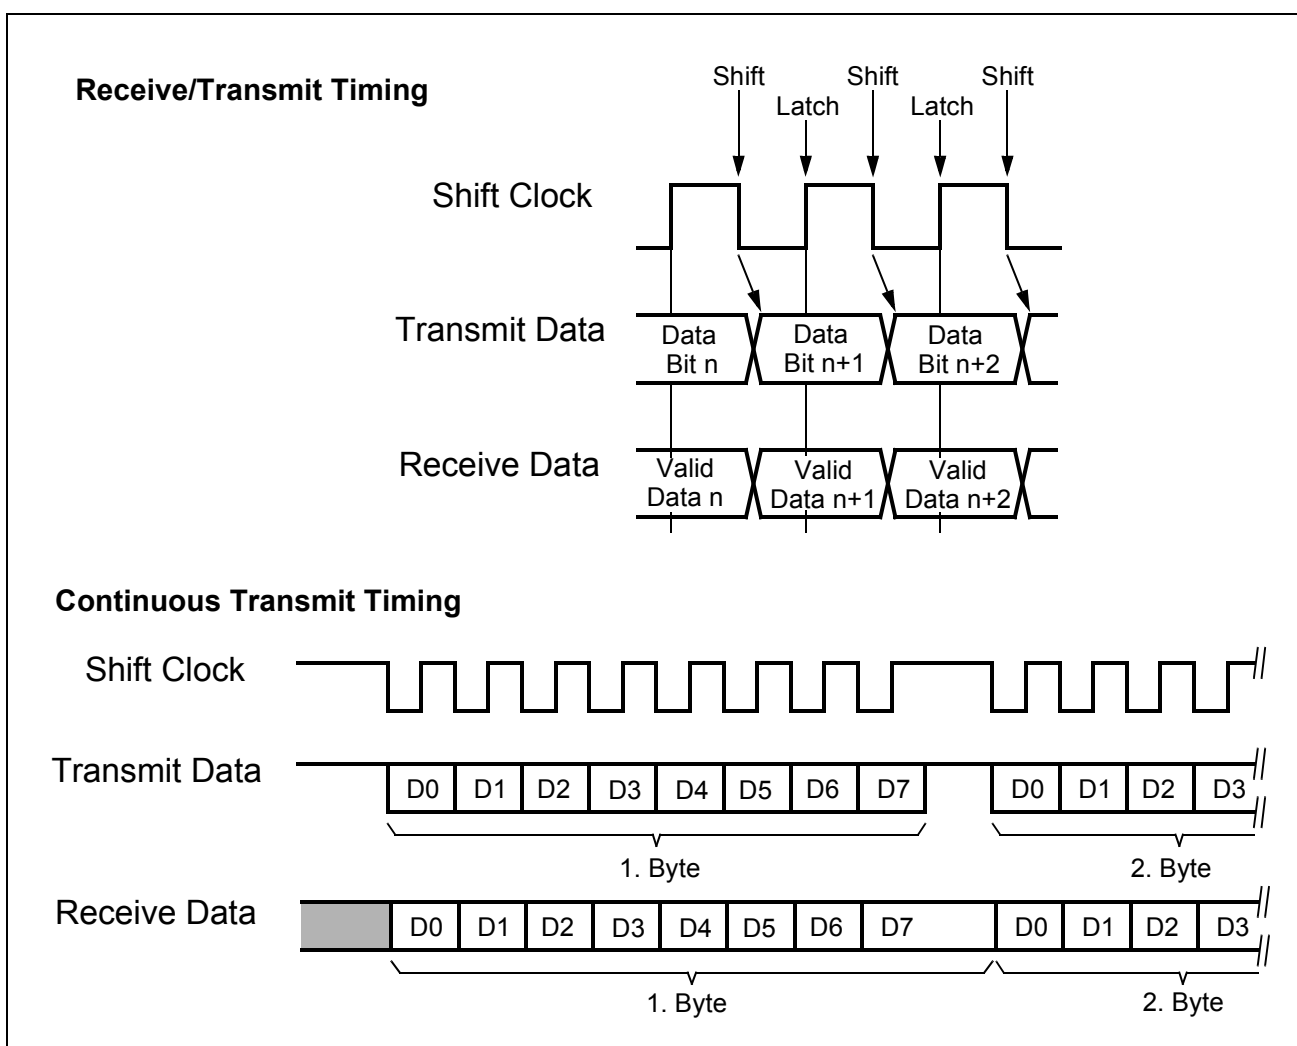 Receive/Transmit Timing
Shift Shift Shift
Latch Latch
Shift Clock
Transmit Data
Data Data Data
Bit n Bit n+1 Bit n+2
Receive Data
Valid Valid Valid
Data n Data n+1 Data n+2
Continuous Transmit Timing
Shift Clock
Transmit Data
D0 D1 D2 D3 D4 D5 D6 D7 D0 D1 D2 D3
1. Byte 2. Byte
Receive Data
D0 D1 D2 D3 D4 D5 D6 D7 D0 D1 D2 D3
1. Byte 2. Byte